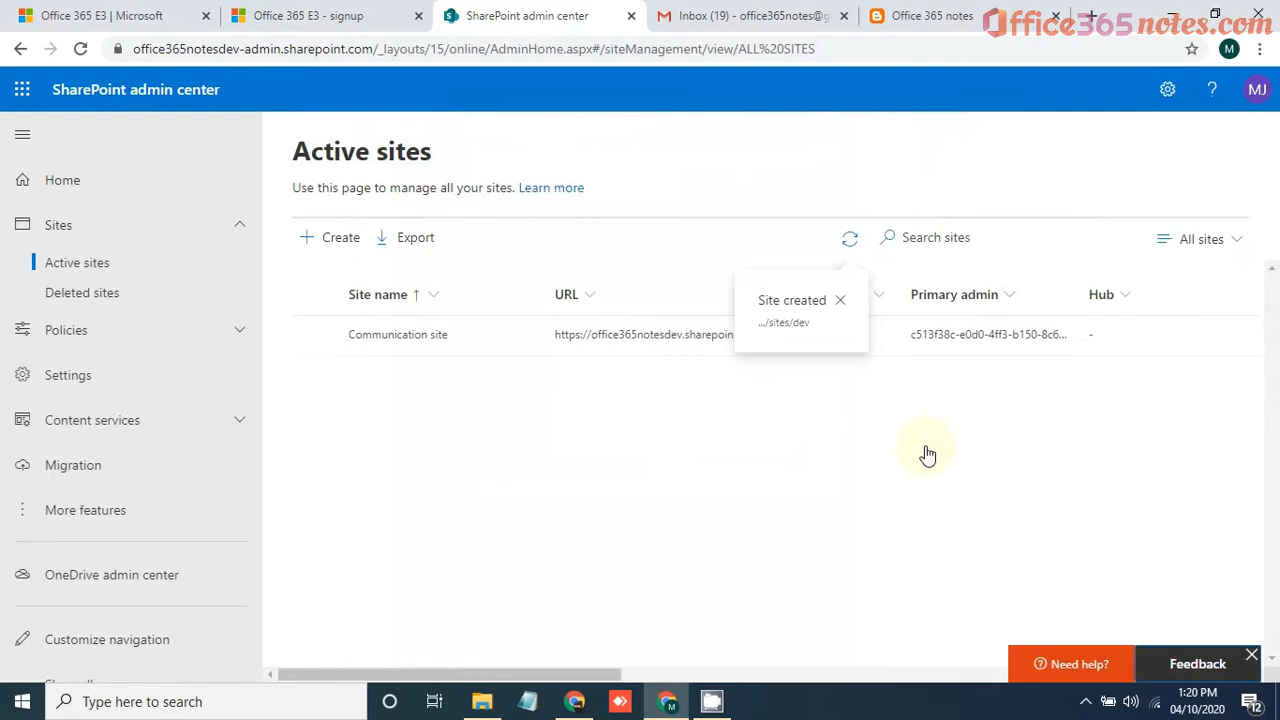 Office 365 E3 | Microsoft
Office 365 E3 - signup
SharePoint admin center
Inbox (19) - office365notes@g
Office 365 notes
Office365notes.com
office365notesdev-admin.sharepoint.com/_layouts/15/online/AdminHome.aspx#/siteManagement/view/ALL%20SITES
M
SharePoint admin center
?
MJ
Home
Sites
Active sites
Deleted sites
Policies
Settings
Content services
Migration
More features
OneDrive admin center
Customize navigation
Active sites
Use this page to manage all your sites. Learn more
Create
Export
Search sites
All sites
Site name
URL
Primary admin
Hub
Communication site
https://office365notesdev.sharepoin
c513f38c-e0d0-4ff3-b150-8c6...
-
Site created
.../sites/dev
Need help?
Feedback
Type here to search
1:20 PM
04/10/2020
12